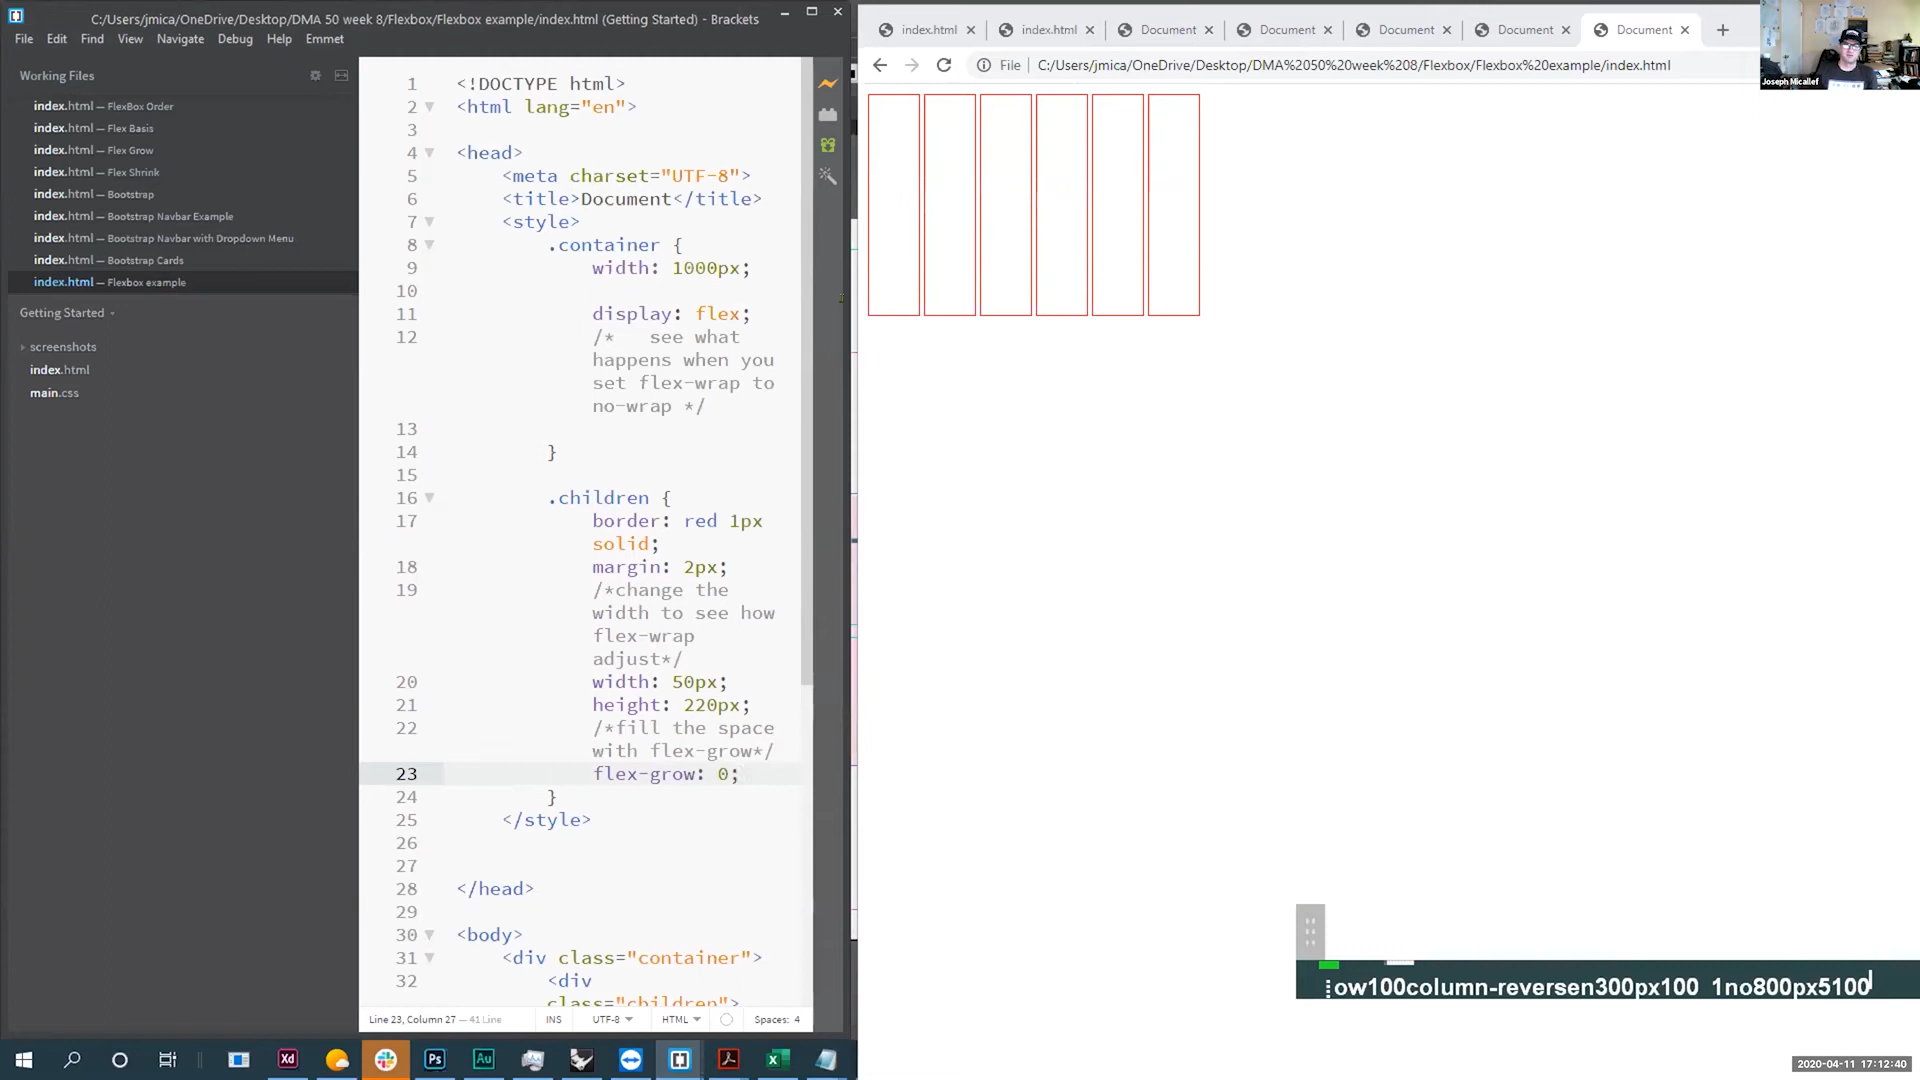 C:/Users/jmica/OneDrive/Desktop/DMA 50 week 8/Flexbox/Flexbox example/index.html (Getting Started) - Brackets
File Edit Find View Navigate Debug Help Emmet
Working Files
index.html — FlexBox Order
index.html — Flex Basis
index.html — Flex Grow
index.html — Flex Shrink
index.html — Bootstrap
index.html — Bootstrap Navbar Example
index.html — Bootstrap Navbar with Dropdown Menu
index.html — Bootstrap Cards
index.html — Flexbox example
Getting Started
screenshots
index.html
main.css
1 <!DOCTYPE html>
2 <html lang="en">
3
4 <head>
5 <meta charset="UTF-8">
6 <title>Document</title>
7 <style>
8 .container {
9 width: 1000px;
10
11 display: flex;
12 /* see what
happens when you
set flex-wrap to
no-wrap */
13
14 }
15
16 .children {
17 border: red 1px
solid;
18 margin: 2px;
19 /*change the
width to see how
flex-wrap
adjust*/
20 width: 50px;
21 height: 220px;
22 /*fill the space
with flex-grow*/
23 flex-grow: 0;
24 }
25 </style>
26
27
28 </head>
29
30 <body>
31 <div class="container">
32 <div
class="children">
Line 23, Column 27 — 41 Line
INS UTF-8 HTML Spaces: 4
index.html index.html Document Document Document Document Document
File C:/Users/jmica/OneDrive/Desktop/DMA%2050%20week%208/Flexbox/Flexbox%20example/index.html
Joseph Micallef
ow100column-reversen300px100 1no800px5100
Xd Ps Au
2020-04-11 17:12:40